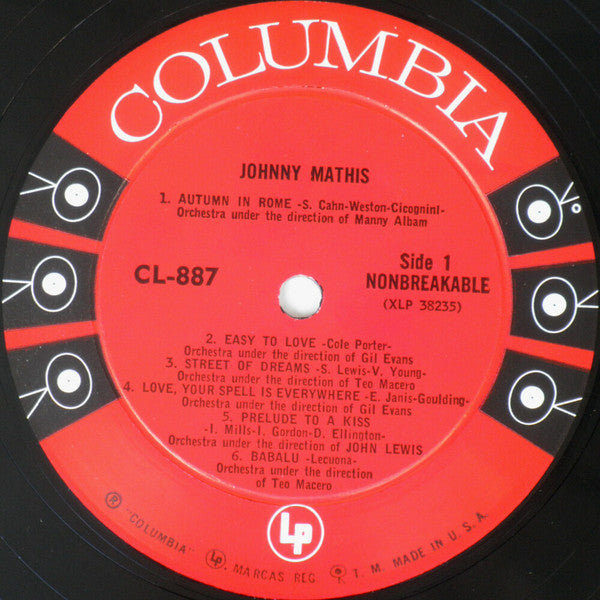 COLUMBIA
JOHNNY MATHIS
1. AUTUMN IN ROME -S. Cahn-Weston-Cicognini-
Orchestra under the direction of Manny Albam
CL-887
Side 1
NONBREAKABLE
(XLP 38235)
2. EASY TO LOVE -Cole Porter-
Orchestra under the direction of Gil Evans
3. STREET OF DREAMS -S. Lewis-V. Young-
Orchestra under the direction of Teo Macero
4. LOVE, YOUR SPELL IS EVERYWHERE -E. Janis-Goulding-
Orchestra under the direction of Gil Evans
5. PRELUDE TO A KISS
-I. Mills-I. Gordon-D. Ellington-
Orchestra under the direction of JOHN LEWIS
6. BABALU -Lecuona-
Orchestra under the direction
of Teo Macero
LP
® "COLUMBIA", MARCAS REG. T. M. MADE IN U. S. A.